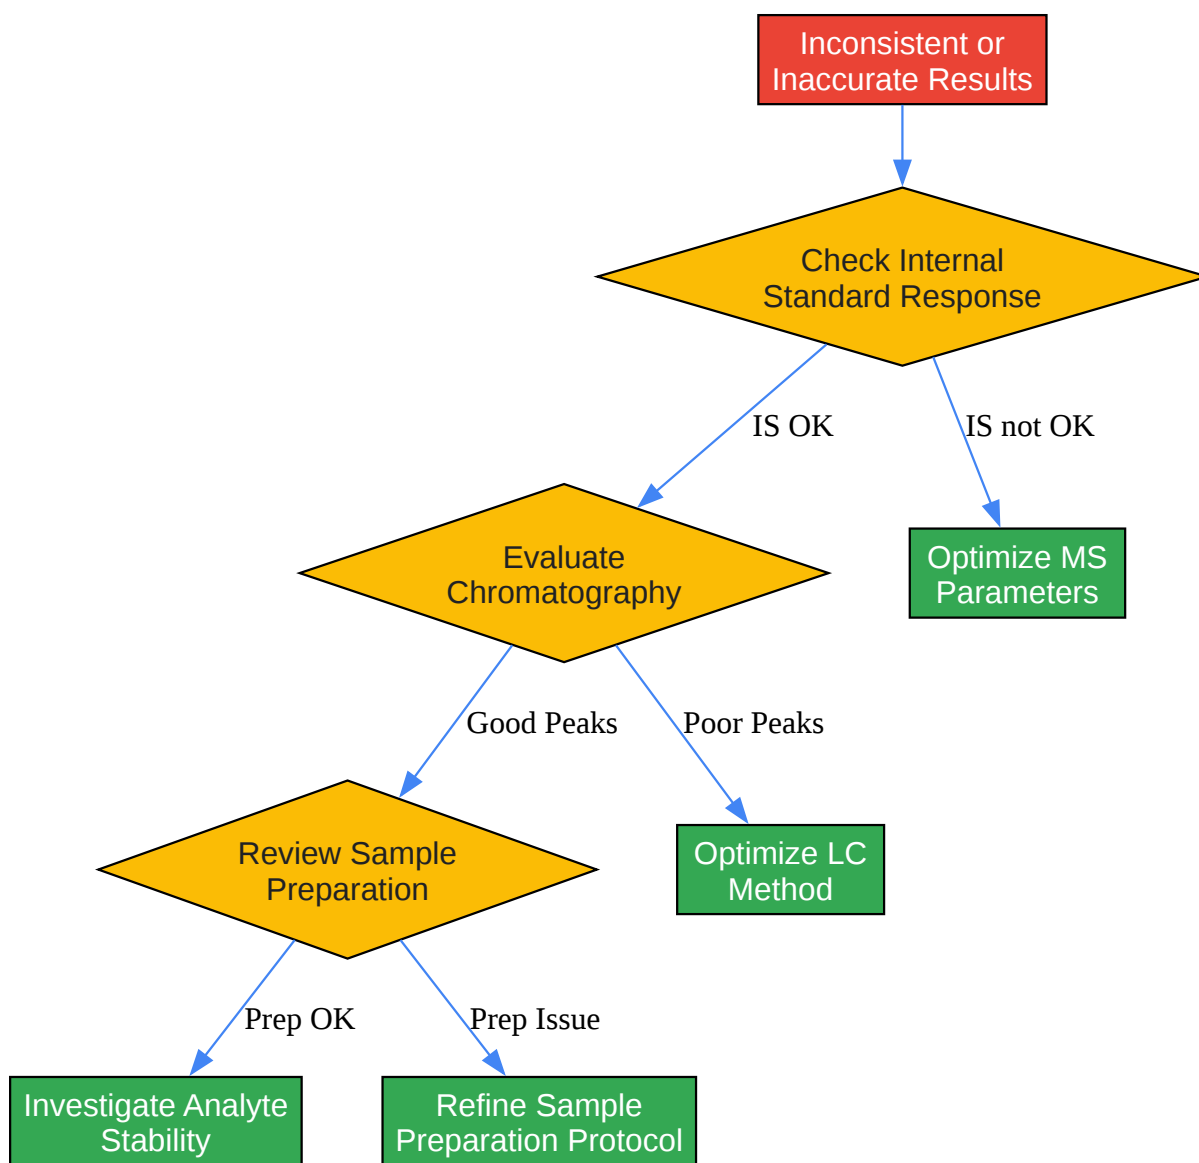 Inconsistent or
Inaccurate Results
Check Internal
Standard Response
IS OK
IS not OK
Evaluate
Chromatography
Optimize MS
Parameters
Good Peaks
Poor Peaks
Review Sample
Preparation
Optimize LC
Method
Prep OK
Prep Issue
Investigate Analyte
Stability
Refine Sample
Preparation Protocol